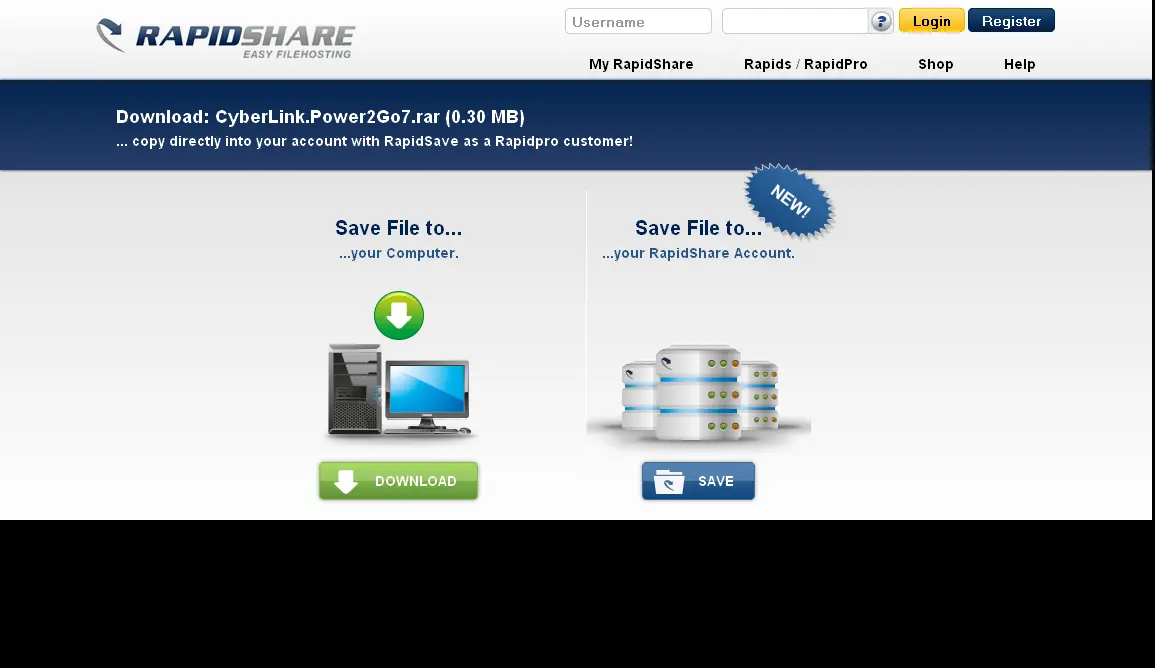 RAPIDSHARE
EASY FILEHOSTING
Username
?
Login
Register
My RapidShare
Rapids / RapidPro
Shop
Help
Download: CyberLink.Power2Go7.rar (0.30 MB)
... copy directly into your account with RapidSave as a Rapidpro customer!
NEW!
Save File to...
...your Computer.
DOWNLOAD
Save File to...
...your RapidShare Account.
SAVE